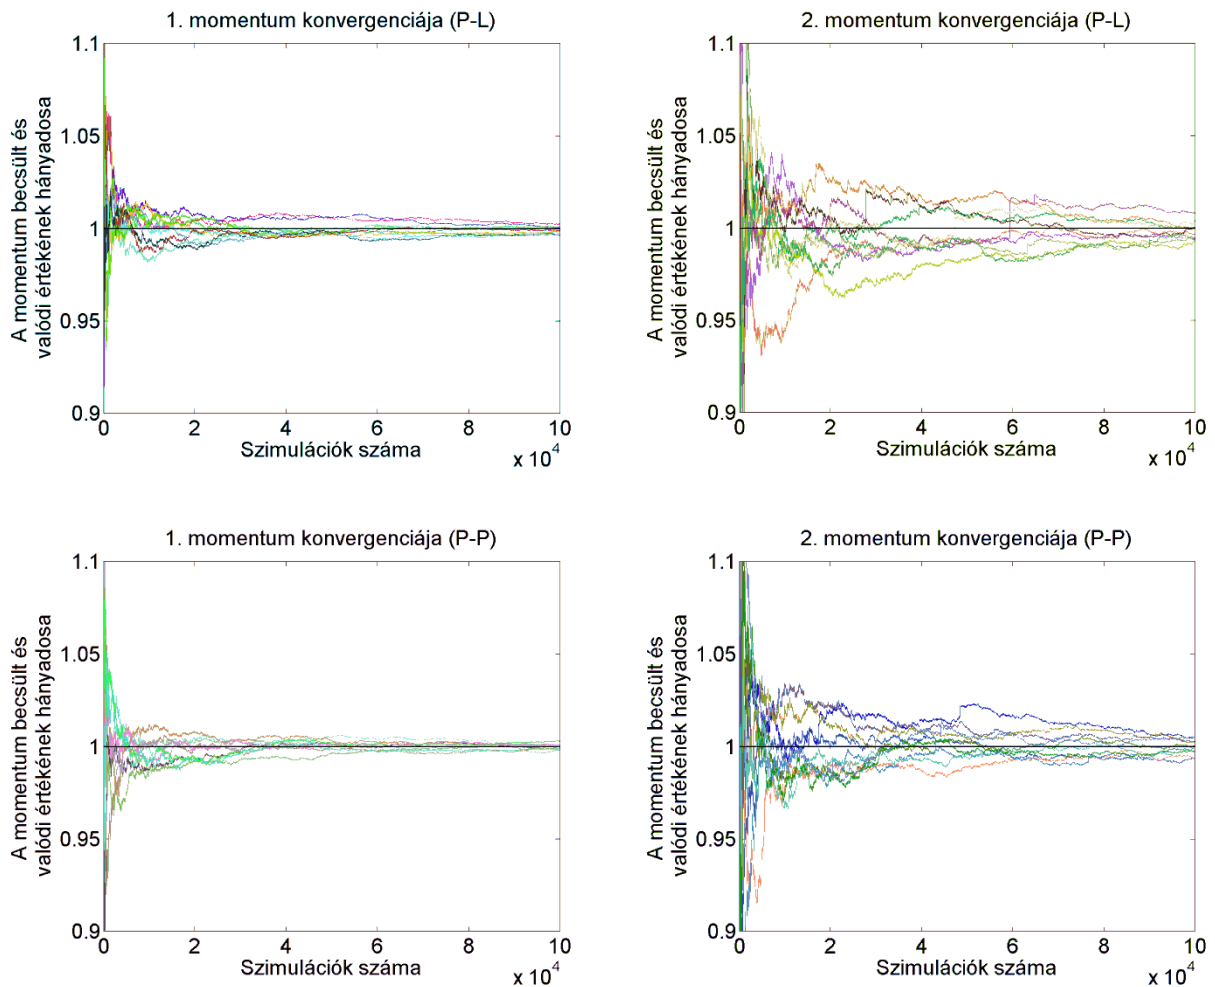 1. momentum konvergenciája (P-L)
A momentum becsült és
valódi értékének hányadosa
1.1
1.05
1
0.95
0.9
0 2 4 6 8 10
Szimulációk száma
x 10^4
2. momentum konvergenciája (P-L)
A momentum becsült és
valódi értékének hányadosa
1.1
1.05
1
0.95
0.9
0 2 4 6 8 10
Szimulációk száma
x 10^4
1. momentum konvergenciája (P-P)
A momentum becsült és
valódi értékének hányadosa
1.1
1.05
1
0.95
0.9
0 2 4 6 8 10
Szimulációk száma
x 10^4
2. momentum konvergenciája (P-P)
A momentum becsült és
valódi értékének hányadosa
1.1
1.05
1
0.95
0.9
0 2 4 6 8 10
Szimulációk száma
x 10^4